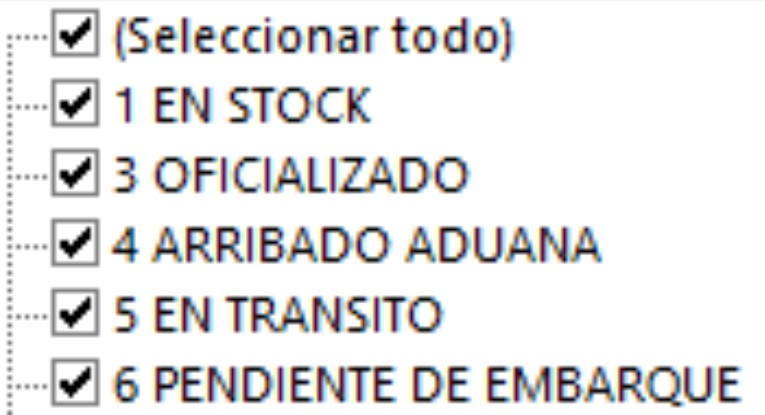 (Seleccionar todo)
1 EN STOCK
3 OFICIALIZADO
4 ARRIBADO ADUANA
5 EN TRANSITO
6 PENDIENTE DE EMBARQUE